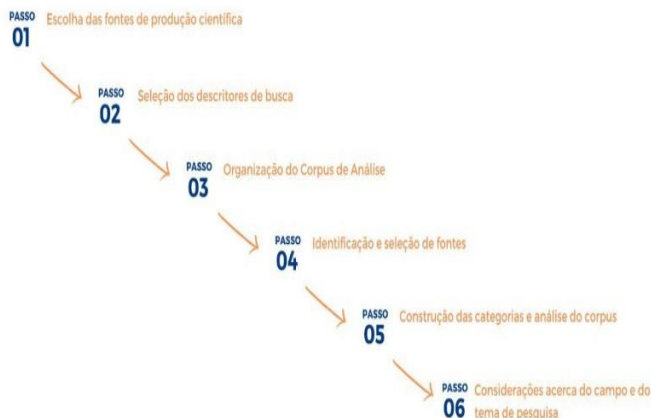 PASSO
01
Escolha das fontes de produção científica
PASSO
02
Seleção dos descritores de busca
PASSO
03
Organização do Corpus de Análise
PASSO
04
Identificação e seleção de fontes
PASSO
05
Construção das categorias e análise do corpus
PASSO
06
Considerações acerca do campo e do
tema de pesquisa